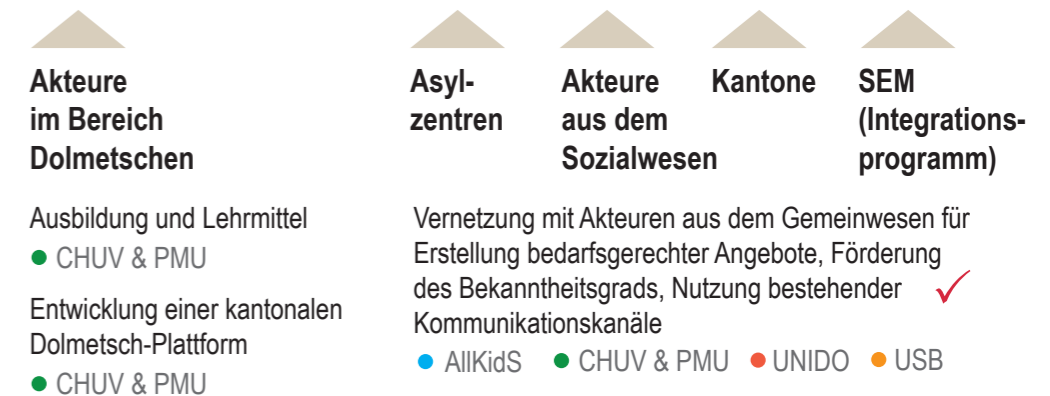 Akteure
im Bereich
Dolmetschen
Asyl-
zentren
Akteure
aus dem
Sozialwesen
Kantone
SEM
(Integrations-
programm)
Ausbildung und Lehrmittel
CHUV & PMU
Entwicklung einer kantonalen
Dolmetsch-Plattform
CHUV & PMU
Vernetzung mit Akteuren aus dem Gemeinwesen für
Erstellung bedarfsgerechter Angebote, Förderung
des Bekanntheitsgrads, Nutzung bestehender
Kommunikationskanäle
AllKidS CHUV & PMU UNIDO USB